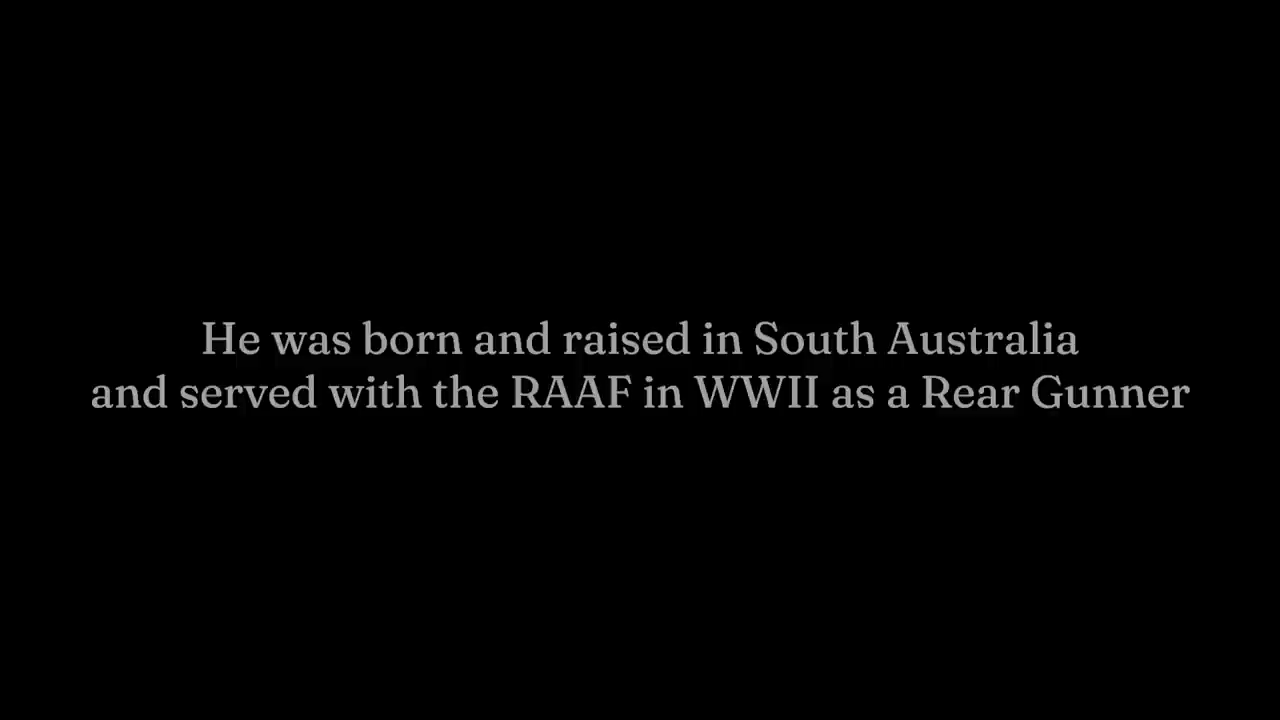 He was born and raised in South Australia
and served with the RAAF in WWII as a Rear Gunner